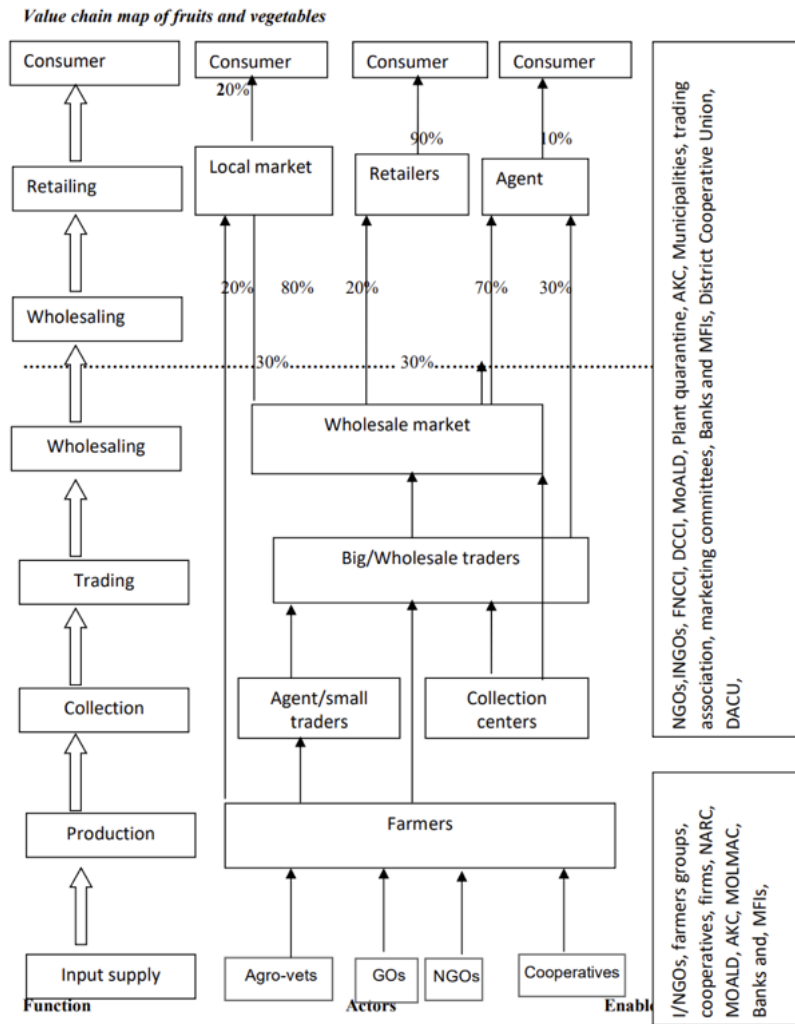 Value chain map of fruits and vegetables
Consumer
Consumer
Consumer
Consumer
20%
90%
10%
Retailing
Local market
Retailers
Agent
20%
80%
20%
70%
30%
Wholesaling
30%
30%
Wholesaling
Wholesale market
Trading
Big/Wholesale traders
Collection
Agent/small
traders
Collection
centers
Production
Farmers
Input supply
Agro-vets
GOs
NGOs
Cooperatives
Function
Actors
Enable
NGOs,INGOs, FNCCI, DCCI, MoALD, Plant quarantine, AKC, Municipalities, trading
association, marketing committees, Banks and MFIs, District Cooperative Union,
DACU,
I/NGOs, farmers groups,
cooperatives, firms, NARC,
MOALD, AKC, MOLMAC,
Banks and, MFIs,